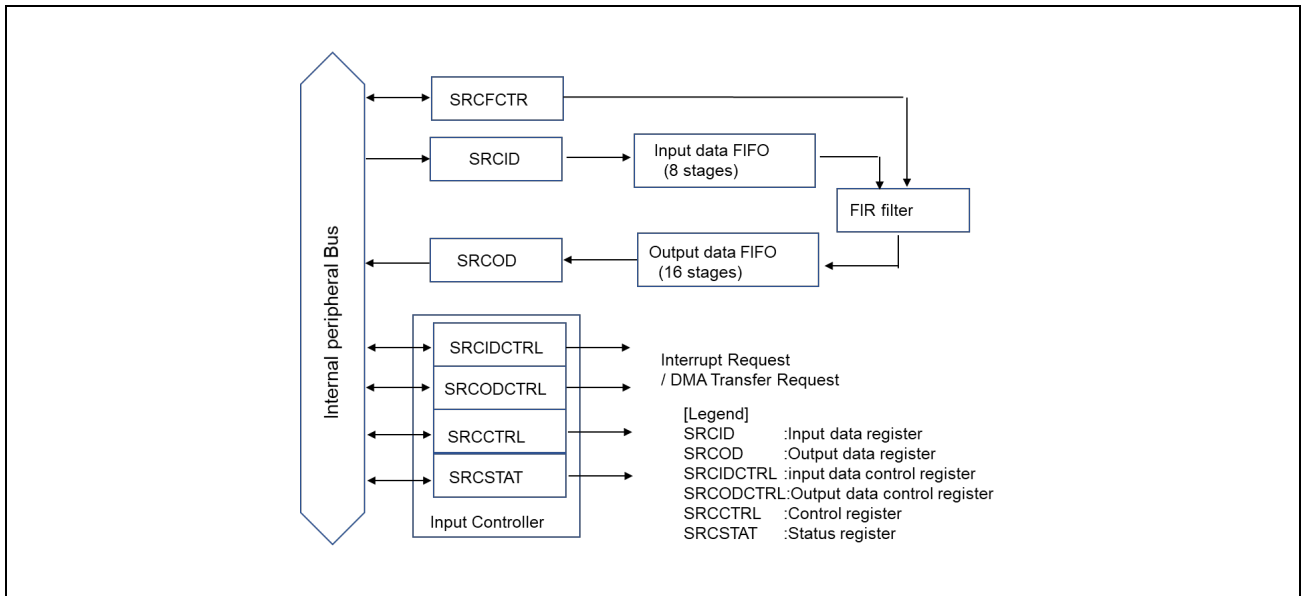 Internal peripheral Bus
SRCFCTR
SRCID
Input data FIFO
(8 stages)
FIR filter
SRCOD
Output data FIFO
(16 stages)
SRCIDCTRL
SRCODCTRL
SRCCTRL
SRCSTAT
Input Controller
Interrupt Request
/ DMA Transfer Request
[Legend]
SRCID :Input data register
SRCOD :Output data register
SRCIDCTRL :input data control register
SRCODCTRL:Output data control register
SRCCTRL :Control register
SRCSTAT :Status register